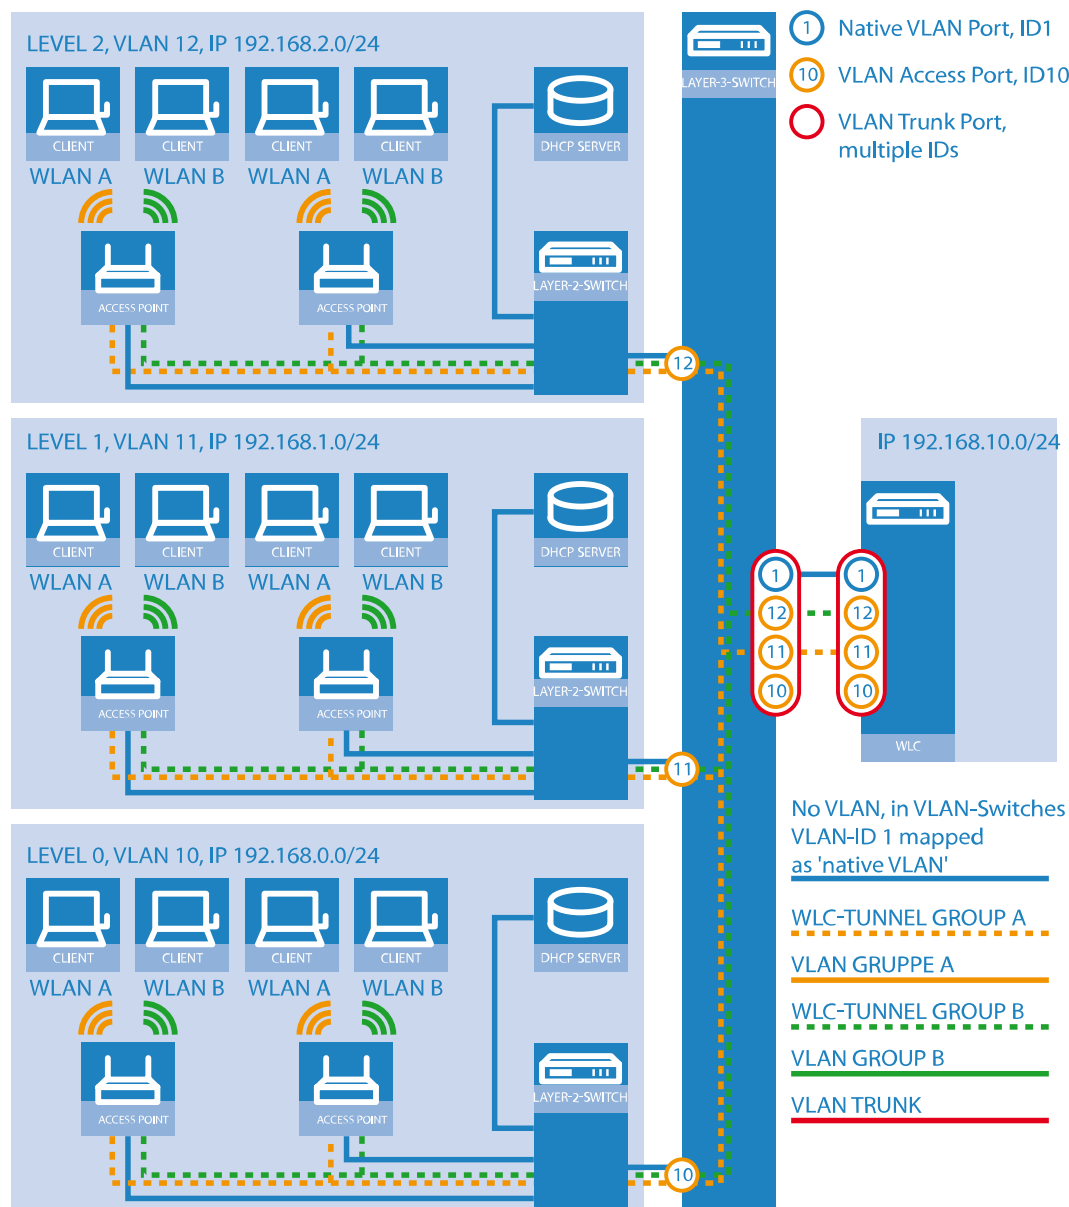 LEVEL 2, VLAN 12, IP 192.168.2.0/24
CLIENT CLIENT CLIENT CLIENT DHCP SERVER
WLAN A WLAN B WLAN A WLAN B
LAYER-2-SWITCH
ACCESS POINT ACCESS POINT
12
LEVEL 1, VLAN 11, IP 192.168.1.0/24
CLIENT CLIENT CLIENT CLIENT DHCP SERVER
WLAN A WLAN B WLAN A WLAN B
LAYER-2-SWITCH
ACCESS POINT ACCESS POINT
11
LEVEL 0, VLAN 10, IP 192.168.0.0/24
CLIENT CLIENT CLIENT CLIENT DHCP SERVER
WLAN A WLAN B WLAN A WLAN B
LAYER-2-SWITCH
ACCESS POINT ACCESS POINT
10
LAYER-3-SWITCH
1 Native VLAN Port, ID1
10 VLAN Access Port, ID10
VLAN Trunk Port,
multiple IDs
IP 192.168.10.0/24
1 1
12 12
11 11
10 10
WLC
No VLAN, in VLAN-Switches
VLAN-ID 1 mapped
as 'native VLAN'
WLC-TUNNEL GROUP A
VLAN GRUPPE A
WLC-TUNNEL GROUP B
VLAN GROUP B
VLAN TRUNK